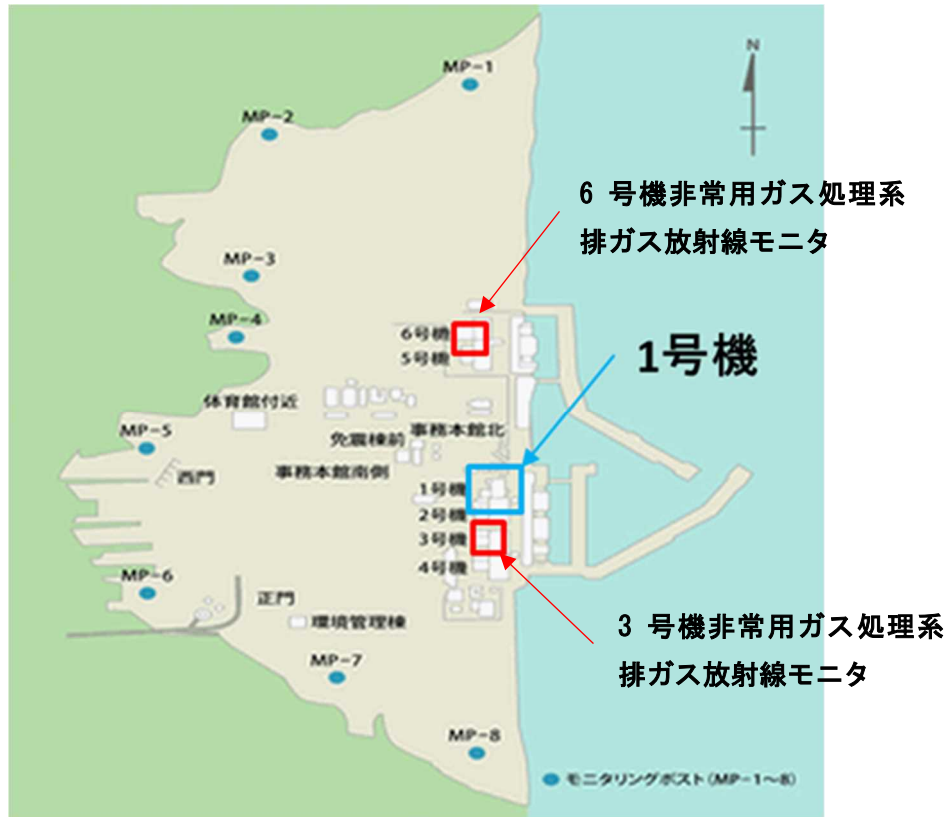 MP-1
N
MP-2
6 号機非常用ガス処理系
排ガス放射線モニタ
MP-3
MP-4
6号機
5号機
1号機
体育館付近
事務本館北
MP-5
免震棟前
西門
事務本館南側
1号機
2号機
3号機
4号機
MP-6
正門
環境管理棟
3 号機非常用ガス処理系
排ガス放射線モニタ
MP-7
MP-8
モニタリングポスト(MP-1～8)